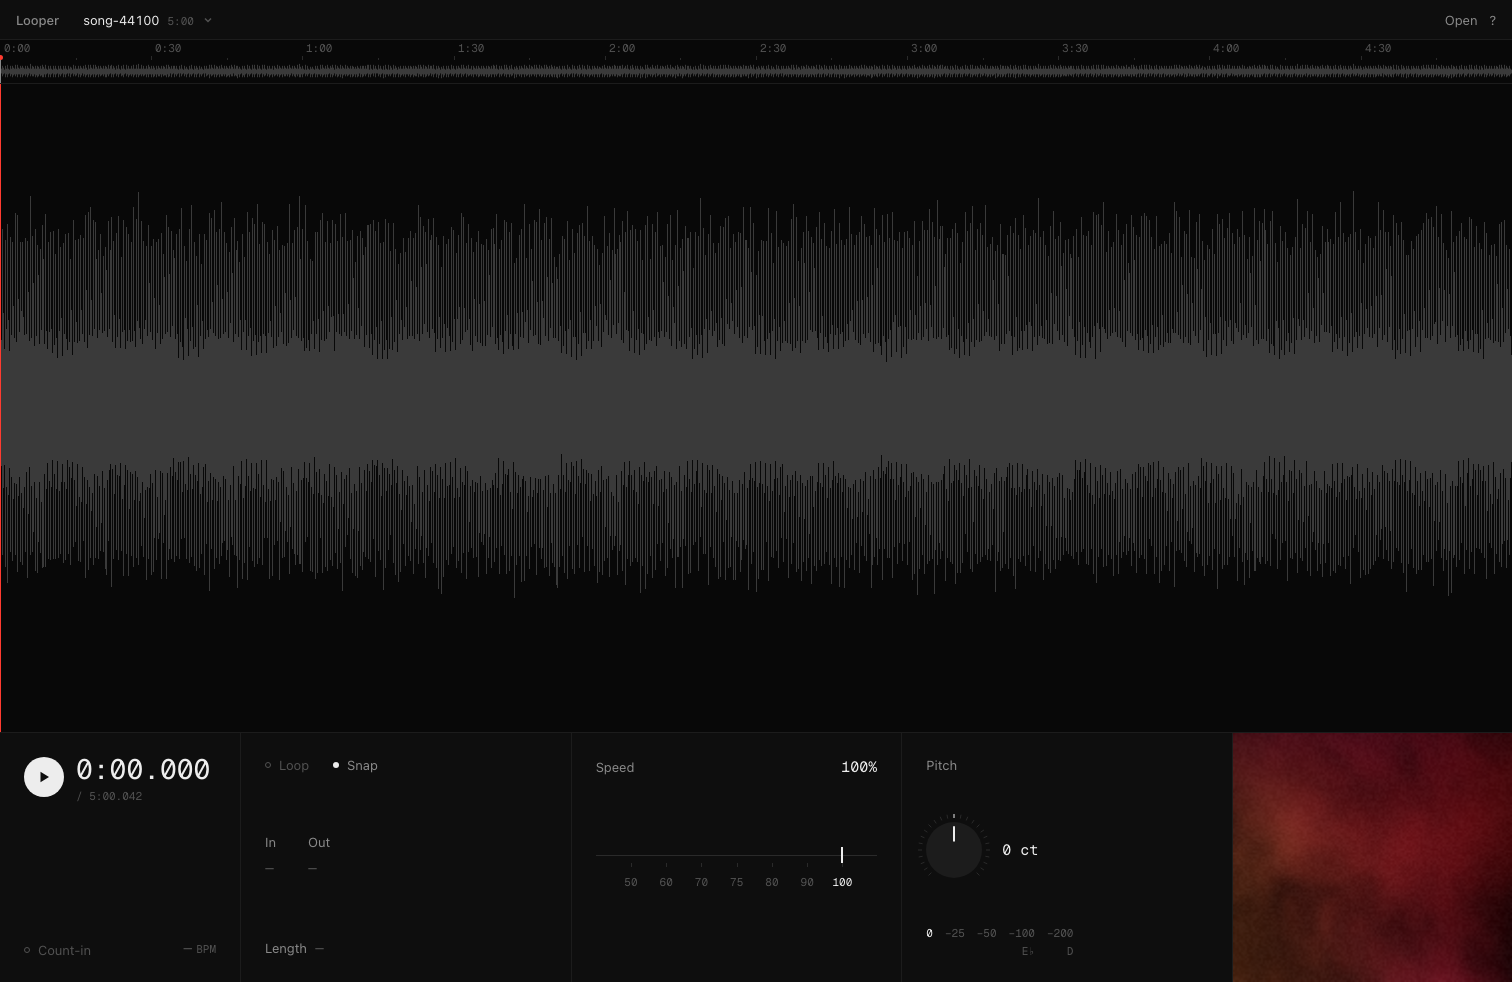 Looper song-44100 5:00 Open ?
0:00 0:30 1:00 1:30 2:00 2:30 3:00 3:30 4:00 4:30
0:00.000
/ 5:00.042
Count-in — BPM
Loop Snap
In Out
— —
Length —
Speed 100%
50 60 70 75 80 90 100
Pitch
0 ct
0 −25 −50 −100 −200
E♭ D